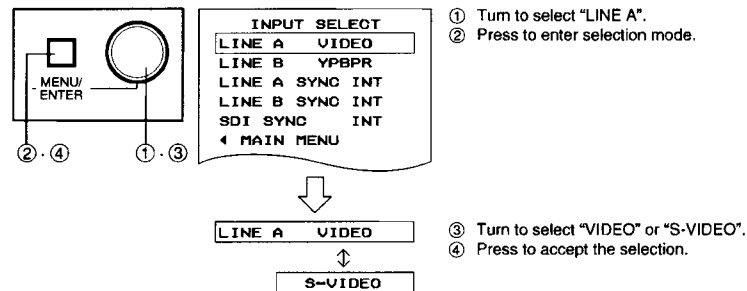 INPUT SELECT
LINE A VIDEO
LINE B YPBPR
LINE A SYNC INT
LINE B SYNC INT
SDI SYNC INT
◀ MAIN MENU
MENU/
ENTER
② · ④
① · ③
① Turn to select “LINE A”.
② Press to enter selection mode.
LINE A VIDEO
↕
S-VIDEO
③ Turn to select “VIDEO” or “S-VIDEO”.
④ Press to accept the selection.